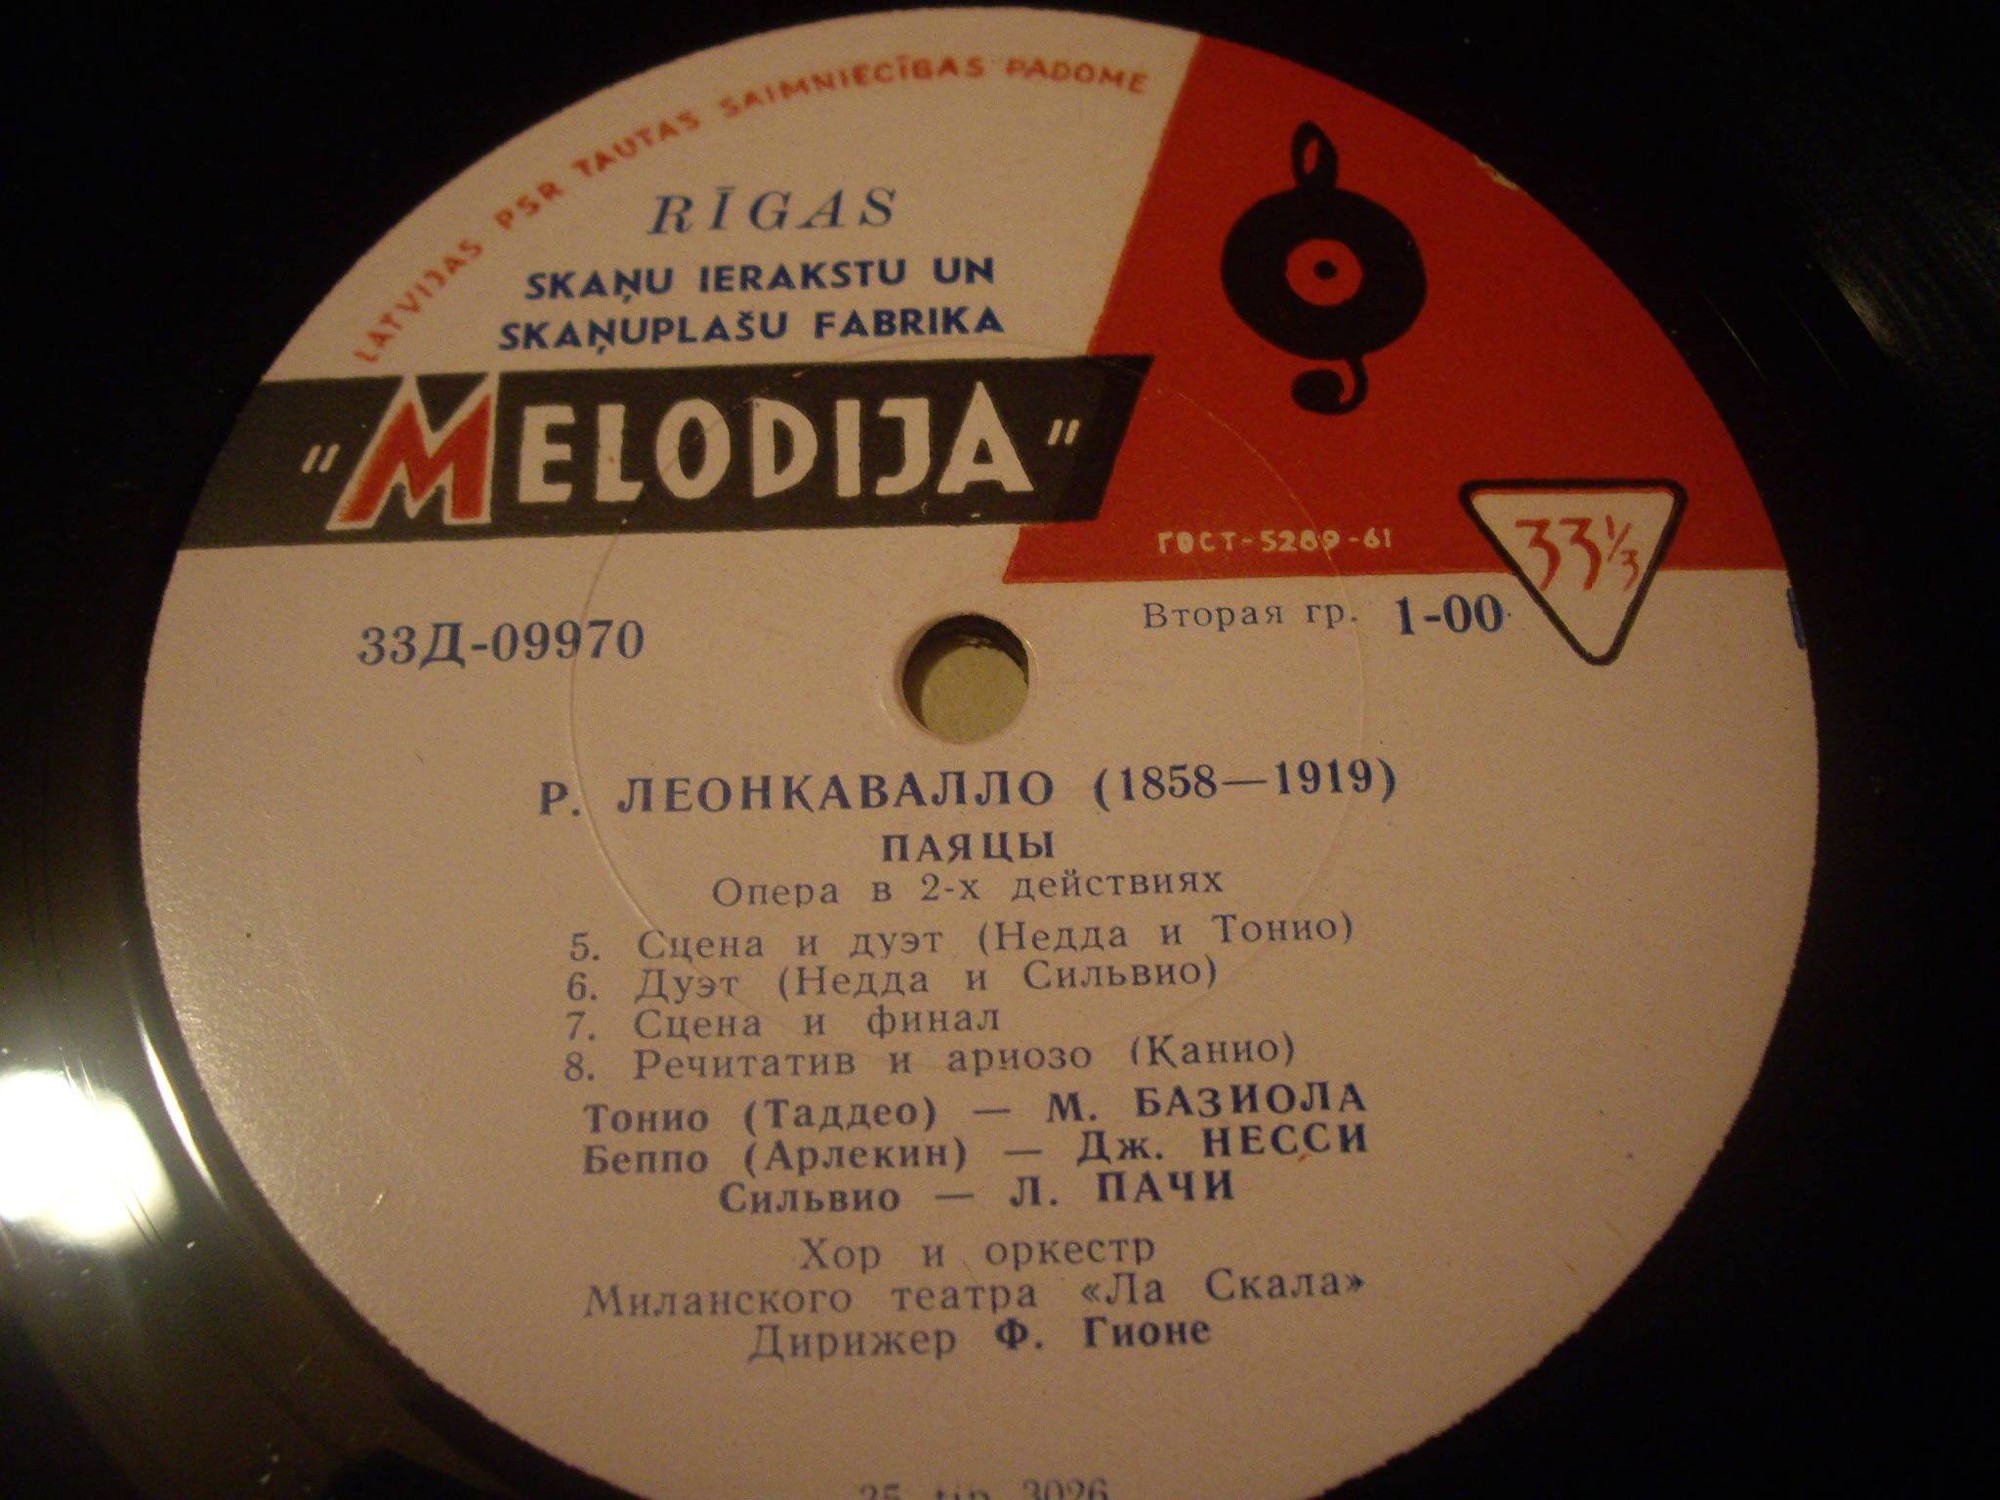 LATVIJAS PSR TAUTAS SAIMNIECĪBAS PADOME
RĪGAS
SKAŅU IERAKSTU UN
SKAŅUPLAŠU FABRIKA
"MELODIJA"
ГОСТ-5289-61
33⅓
33Д-09970
Вторая гр. 1-00
Р. ЛЕОНКАВАЛЛО (1858—1919)
ПАЯЦЫ
Опера в 2-х действиях
5. Сцена и дуэт (Недда и Тонио)
6. Дуэт (Недда и Сильвио)
7. Сцена и финал
8. Речитатив и ариозо (Канио)
Тонио (Таддео) — М. БАЗИОЛА
Беппо (Арлекин) — Дж. НЕССИ
Сильвио — Л. ПАЧИ
Хор и оркестр
Миланского театра «Ла Скала»
Дирижер Ф. Гионе
25 tip 3026